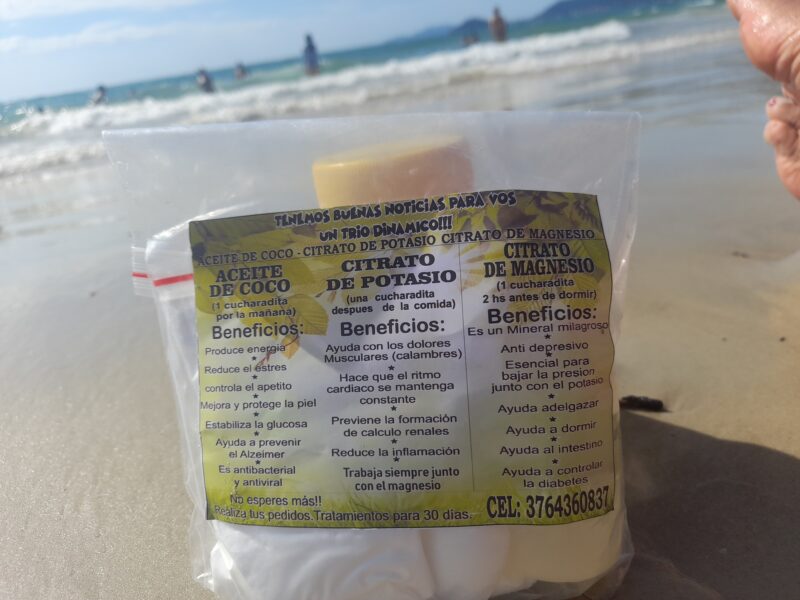 TENEMOS BUENAS NOTICIAS PARA VOS
UN TRIO DINAMICO!!!
ACEITE DE COCO - CITRATO DE POTASIO CITRATO DE MAGNESIO
ACEITE
DE COCO
(1 cucharadita
por la mañana)
Beneficios:
Produce energia
*
Reduce el estres
*
controla el apetito
*
Mejora y protege la piel
*
Estabiliza la glucosa
*
Ayuda a prevenir
el Alzeimer
*
Es antibacterial
y antiviral
CITRATO
DE POTASIO
(una cucharadita
despues de la comida)
Beneficios:
Ayuda con los dolores
Musculares (calambres)
*
Hace que el ritmo
cardiaco se mantenga
constante
*
Previene la formación
de calculo renales
*
Reduce la inflamación
*
Trabaja siempre junto
con el magnesio
CITRATO
DE MAGNESIO
(1 cucharadita
2 hs antes de dormir)
Beneficios:
Es un Mineral milagroso
*
Anti depresivo
*
Esencial para
bajar la presion
junto con el potasio
*
Ayuda adelgazar
*
Ayuda a dormir
*
Ayuda al intestino
*
Ayuda a controlar
la diabetes
No esperes más!!
Realiza tus pedidos.Tratamientos para 30 dias.
CEL: 3764360837